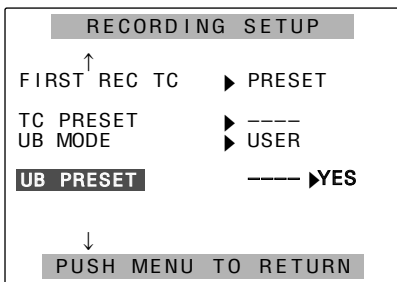 RECORDING SETUP
↑
FIRST REC TC ▶ PRESET
TC PRESET ▶ ----
UB MODE ▶ USER
UB PRESET ---- ▶YES
↓
PUSH MENU TO RETURN